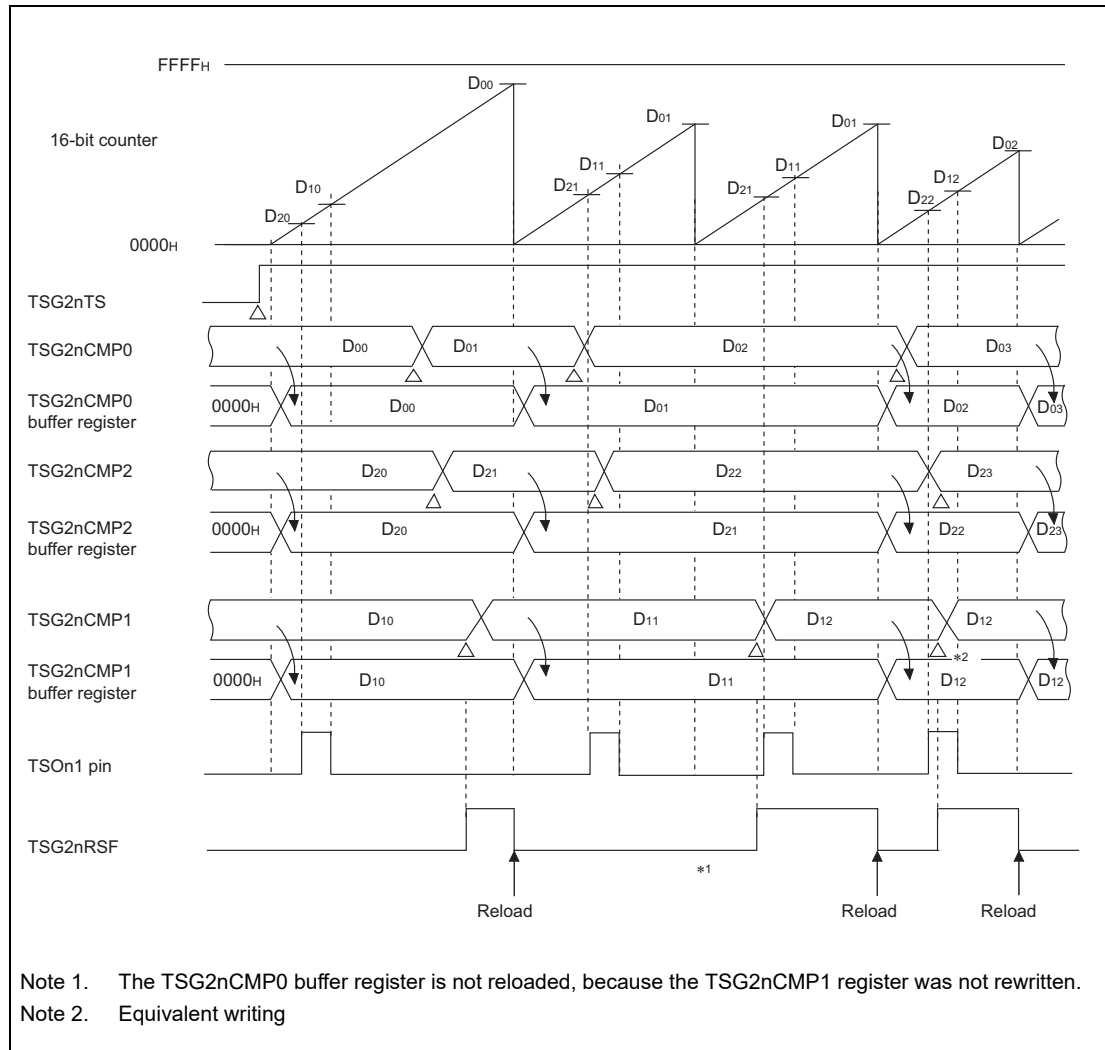 FFFFH
D00
D01 D01
16-bit counter
D02
D11 D11
D10 D12
D21 D21
D20 D22
0000H
TSG2nTS
TSG2nCMP0 D00 D01 D02 D03
TSG2nCMP0
buffer register
0000H D00 D01 D02 D03
TSG2nCMP2 D20 D21 D22 D23
TSG2nCMP2
buffer register
0000H D20 D21 D22 D23
TSG2nCMP1 D10 D11 D12 D12
*2
TSG2nCMP1
buffer register
0000H D10 D11 D12 D12
TSOn1 pin
TSG2nRSF
*1
Reload Reload Reload
Note 1. The TSG2nCMP0 buffer register is not reloaded, because the TSG2nCMP1 register was not rewritten.
Note 2. Equivalent writing